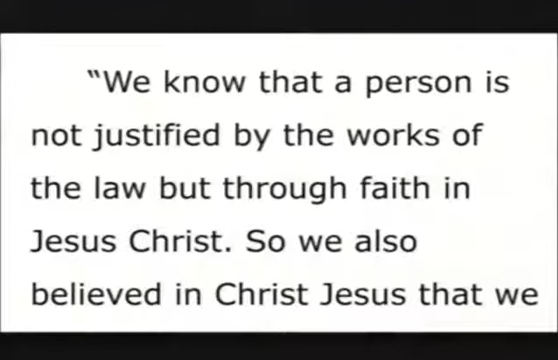 “We know that a person is
not justified by the works of
the law but through faith in
Jesus Christ. So we also
believed in Christ Jesus that we